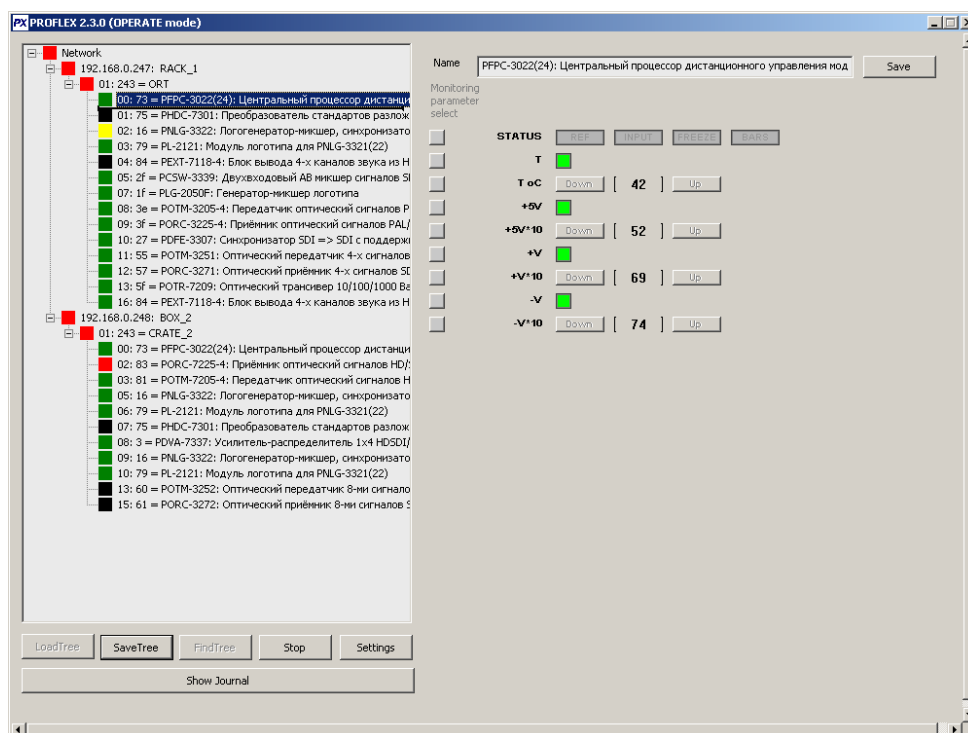 PX PROFLEX 2.3.0 (OPERATE mode)
Network
192.168.0.247: RACK_1
01: 243 = ORT
00: 73 = PFPC-3022(24): Центральный процессор дистанци
01: 75 = PHDC-7301: Преобразователь стандартов разлож
02: 16 = PNLG-3322: Логогенератор-микшер, синхронизато
03: 79 = PL-2121: Модуль логотипа для PNLG-3321(22)
04: 84 = PEXT-7118-4: Блок вывода 4-х каналов звука из H
05: 2f = PCSW-3339: Двухвходовый АВ микшер сигналов SI
07: 1f = PLG-2050F: Генератор-микшер логотипа
08: 3e = POTM-3205-4: Передатчик оптический сигналов P
09: 3f = PORC-3225-4: Приёмник оптический сигналов PAL/
10: 27 = PDFE-3307: Синхронизатор SDI => SDI с поддержи
11: 55 = POTM-3251: Оптический передатчик 4-х сигналов
12: 57 = PORC-3271: Оптический приёмник 4-х сигналов SD
13: 5f = POTR-7209: Оптический трансивер 10/100/1000 Ba
16: 84 = PEXT-7118-4: Блок вывода 4-х каналов звука из H
192.168.0.248: BOX_2
01: 243 = CRATE_2
00: 73 = PFPC-3022(24): Центральный процессор дистанци
02: 83 = PORC-7225-4: Приёмник оптический сигналов HD/
03: 81 = POTM-7205-4: Передатчик оптический сигналов H
05: 16 = PNLG-3322: Логогенератор-микшер, синхронизато
06: 79 = PL-2121: Модуль логотипа для PNLG-3321(22)
07: 75 = PHDC-7301: Преобразователь стандартов разлож
08: 3 = PDVA-7337: Усилитель-распределитель 1x4 HDSDI/
09: 16 = PNLG-3322: Логогенератор-микшер, синхронизато
10: 79 = PL-2121: Модуль логотипа для PNLG-3321(22)
13: 60 = POTM-3252: Оптический передатчик 8-ми сигнало
15: 61 = PORC-3272: Оптический приёмник 8-ми сигналов S
LoadTree SaveTree FindTree Stop Settings
Show Journal
Name PFPC-3022(24): Центральный процессор дистанционного управления мод Save
Monitoring
parameter
select
STATUS REF INPUT FREEZE BARS
T
T oC Down [ 42 ] Up
+5V
+5V*10 Down [ 52 ] Up
+V
+V*10 Down [ 69 ] Up
-V
-V*10 Down [ 74 ] Up